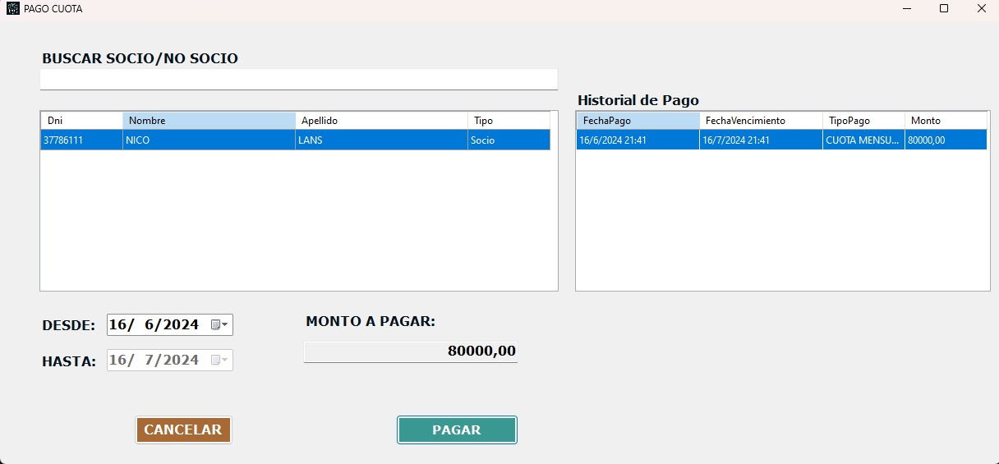 PAGO CUOTA
BUSCAR SOCIO/NO SOCIO
Dni Nombre Apellido Tipo
37786111 NICO LANS Socio
Historial de Pago
FechaPago FechaVencimiento TipoPago Monto
16/6/2024 21:41 16/7/2024 21:41 CUOTA MENSU... 80000,00
DESDE: 16/ 6/2024
HASTA: 16/ 7/2024
MONTO A PAGAR:
80000,00
CANCELAR PAGAR